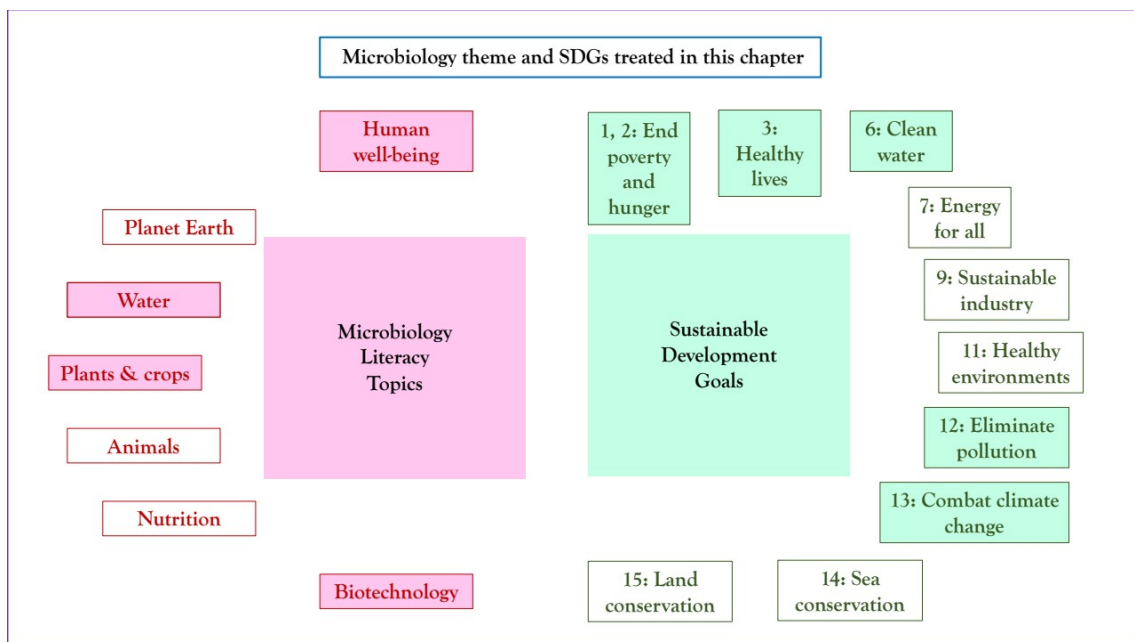 Microbiology theme and SDGs treated in this chapter
Human
well-being
Planet Earth
Water
Plants & crops
Animals
Nutrition
Biotechnology
Microbiology
Literacy
Topics
Sustainable
Development
Goals
1, 2: End
poverty
and
hunger
3:
Healthy
lives
6: Clean
water
7: Energy
for all
9: Sustainable
industry
11: Healthy
environments
12: Eliminate
pollution
13: Combat climate
change
14: Sea
conservation
15: Land
conservation